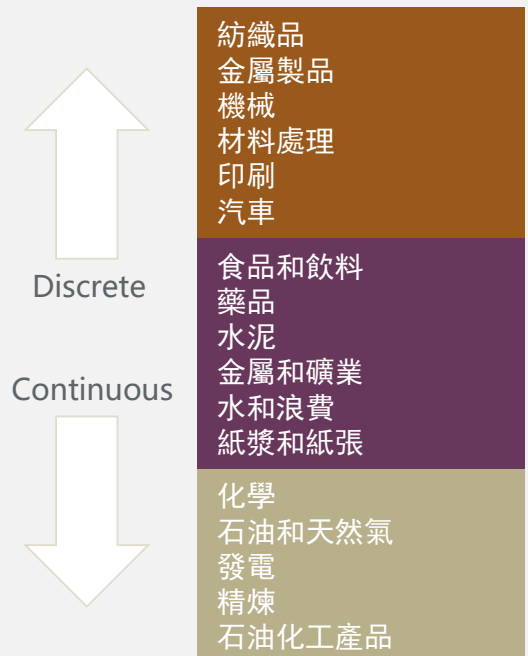 紡織品
金屬製品
機械
材料處理
印刷
汽車
Discrete
食品和飲料
藥品
水泥
金屬和礦業
水和浪費
紙漿和紙張
Continuous
化學
石油和天然氣
發電
精煉
石油化工產品